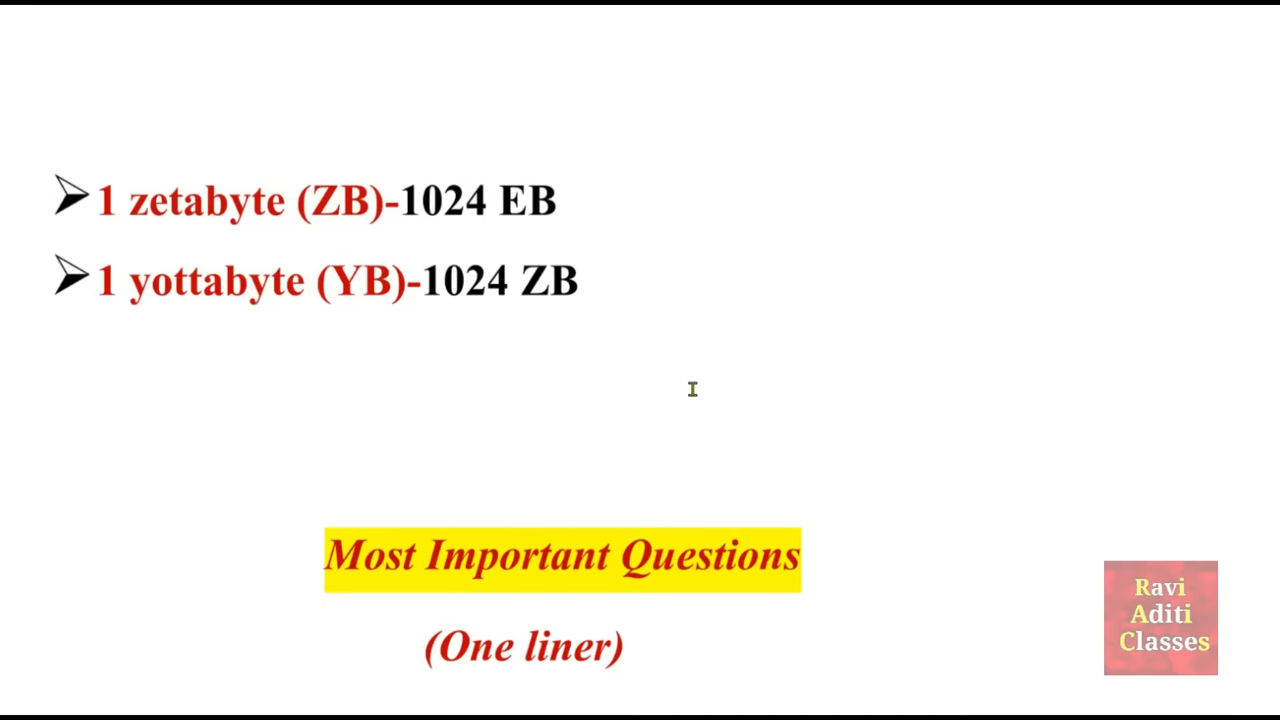 1 zetabyte (ZB)-1024 EB
1 yottabyte (YB)-1024 ZB
Most Important Questions
(One liner)
Ravi
Aditi
Classes